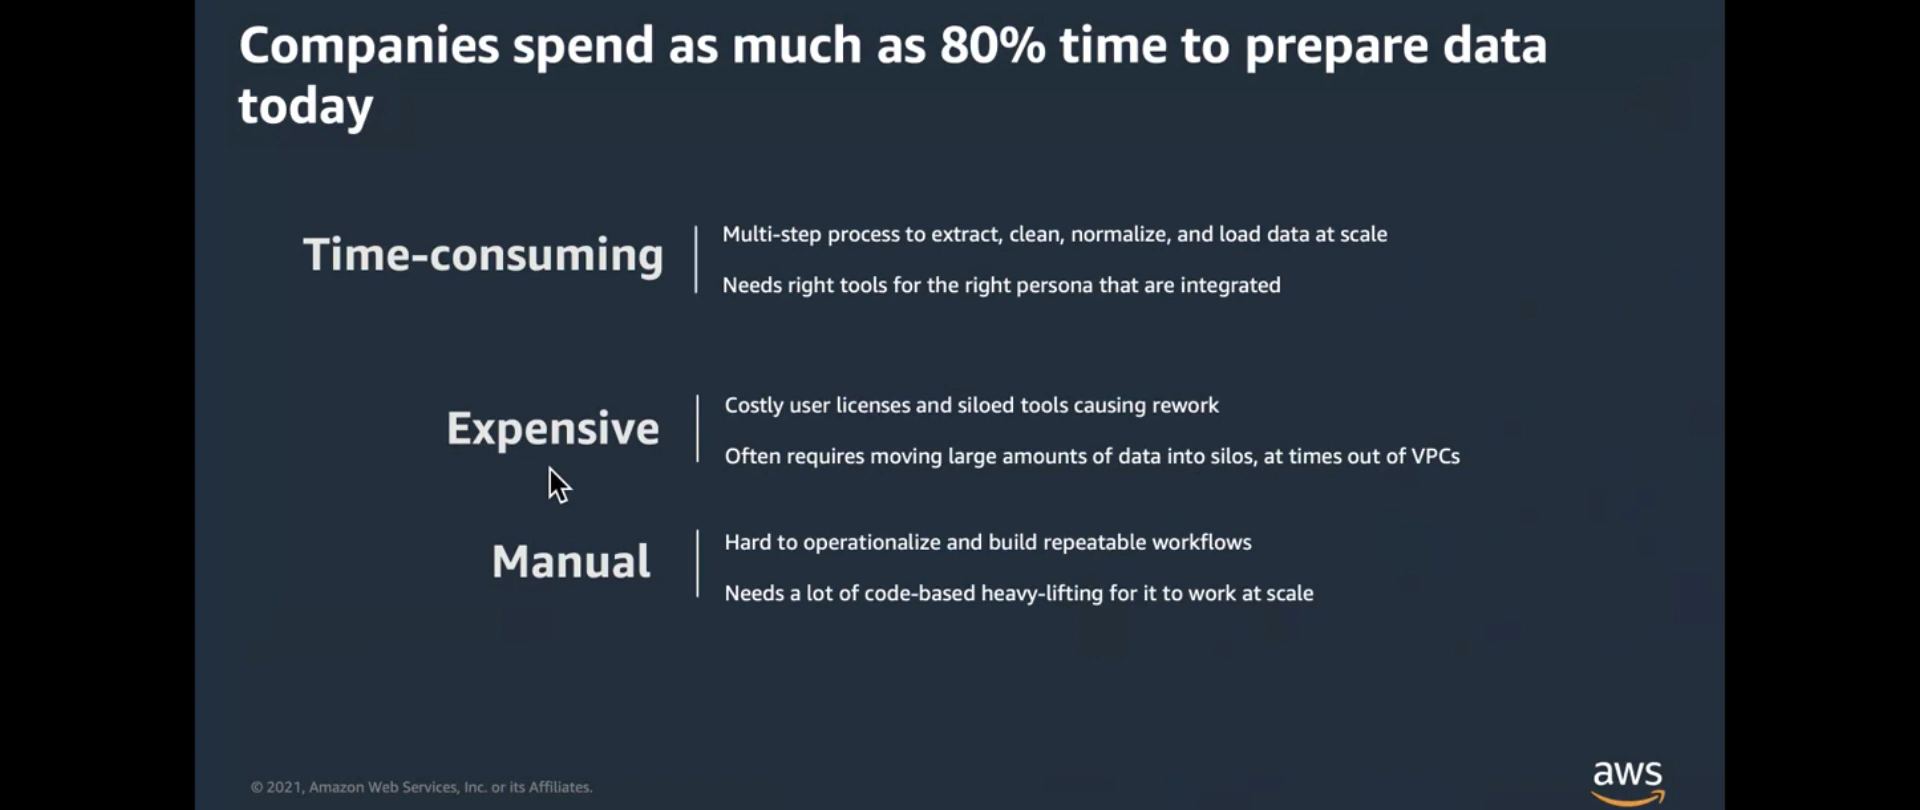 Companies spend as much as 80% time to prepare data
today
Time-consuming
Multi-step process to extract, clean, normalize, and load data at scale
Needs right tools for the right persona that are integrated
Expensive
Costly user licenses and siloed tools causing rework
Often requires moving large amounts of data into silos, at times out of VPCs
Manual
Hard to operationalize and build repeatable workflows
Needs a lot of code-based heavy-lifting for it to work at scale
© 2021, Amazon Web Services, Inc. or its Affiliates.
aws